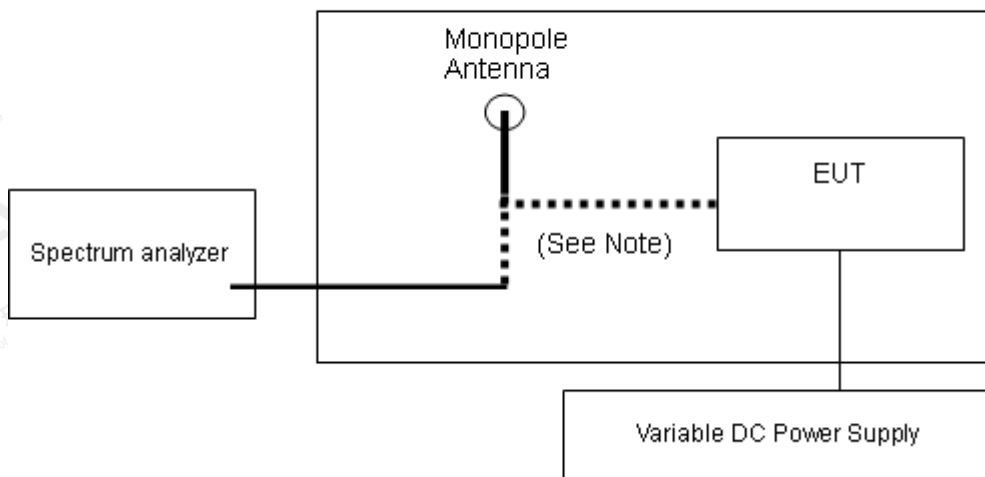 Monopole
Antenna
EUT
(See Note)
Spectrum analyzer
Variable DC Power Supply